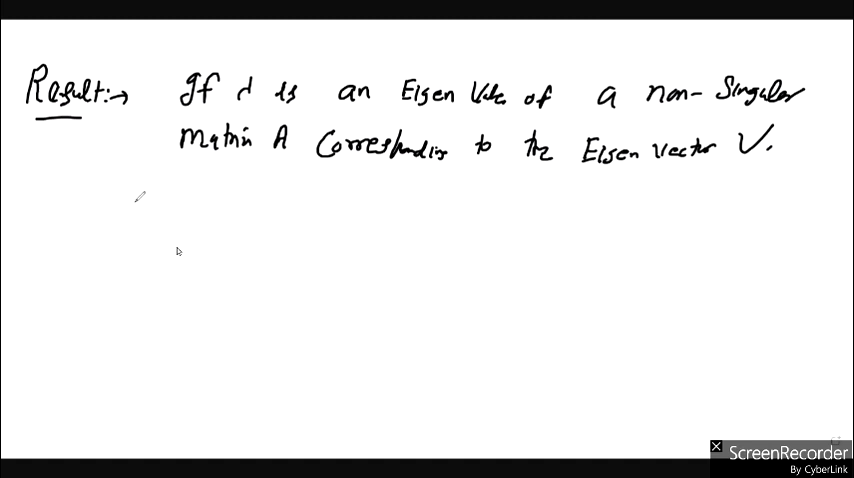 Result:→ If λ is an Eigen Value of a non-Singular
Matrix A Corresponding to the Eigen Vector V.
ScreenRecorder
By CyberLink